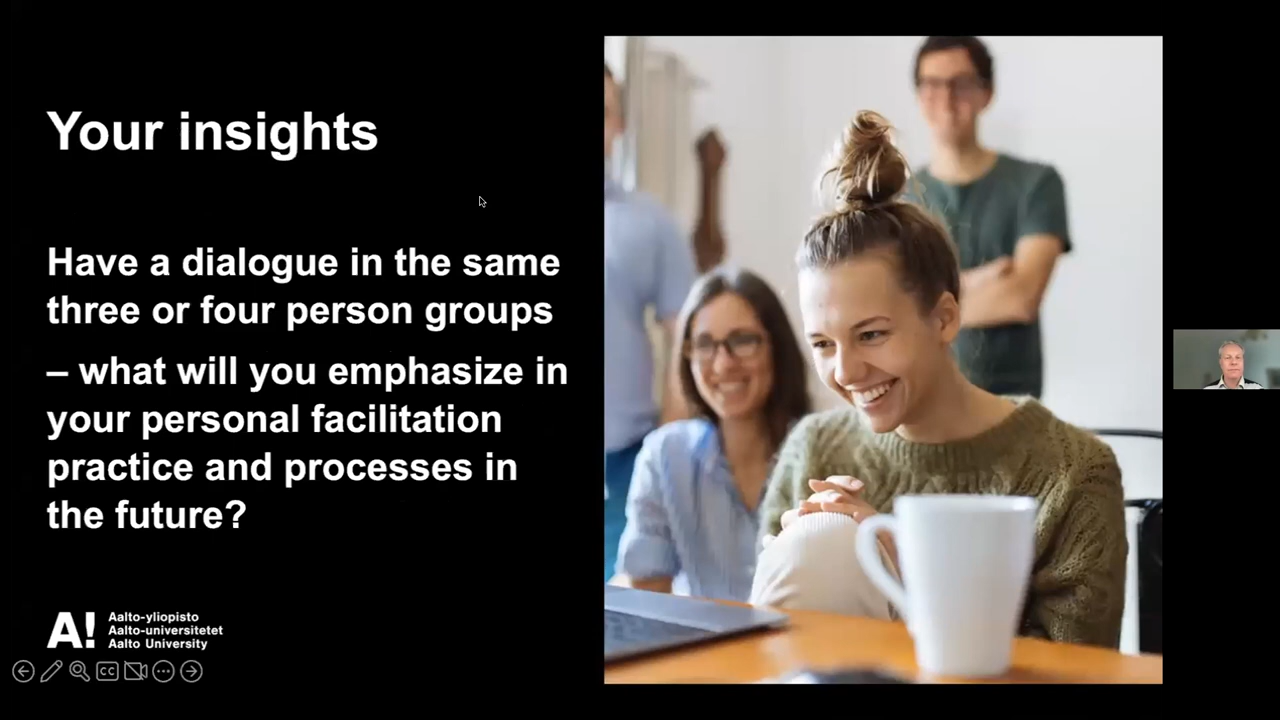 Your insights
Have a dialogue in the same
three or four person groups
– what will you emphasize in
your personal facilitation
practice and processes in
the future?
A!
Aalto-yliopisto
Aalto-universitetet
Aalto University
CC